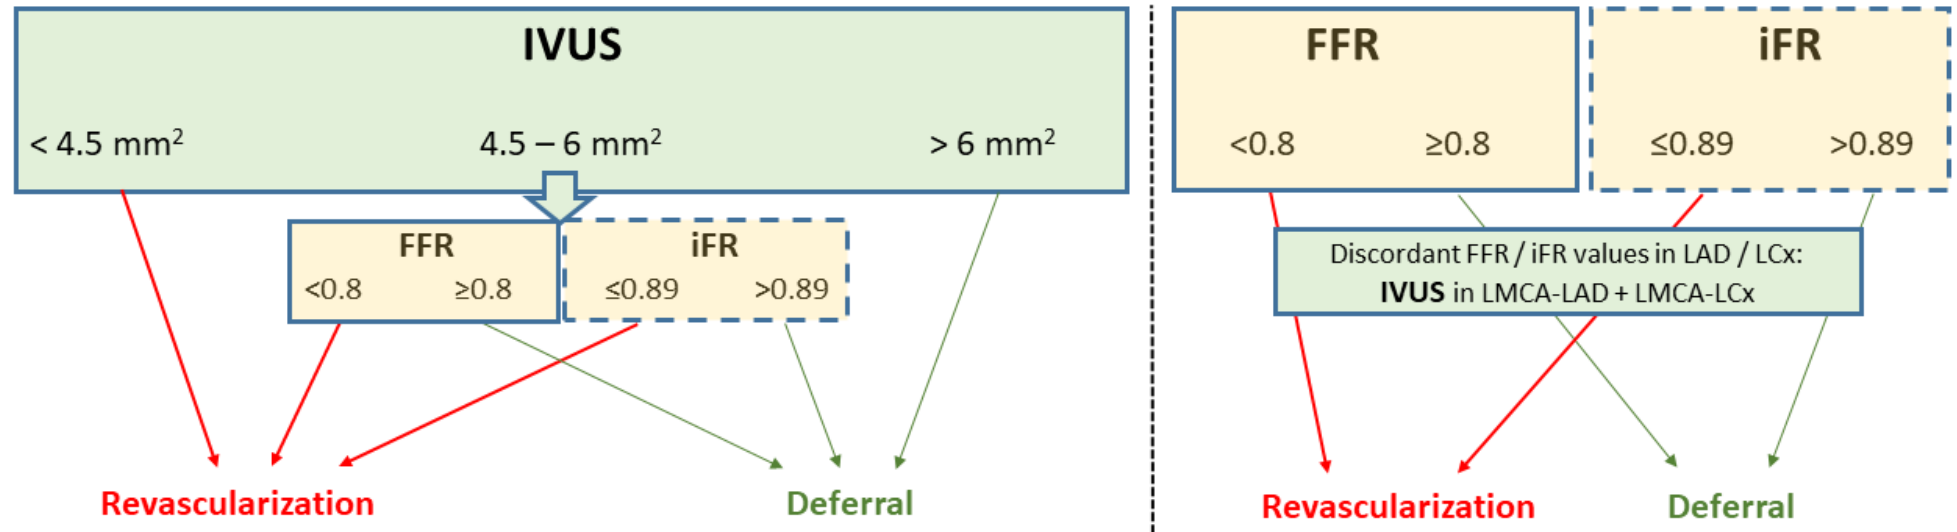 IVUS
< 4.5 mm² 4.5 – 6 mm² > 6 mm²
FFR iFR
<0.8 ≥0.8 ≤0.89 >0.89
Revascularization Deferral
FFR iFR
<0.8 ≥0.8 ≤0.89 >0.89
Discordant FFR / iFR values in LAD / LCx:
IVUS in LMCA-LAD + LMCA-LCx
Revascularization Deferral